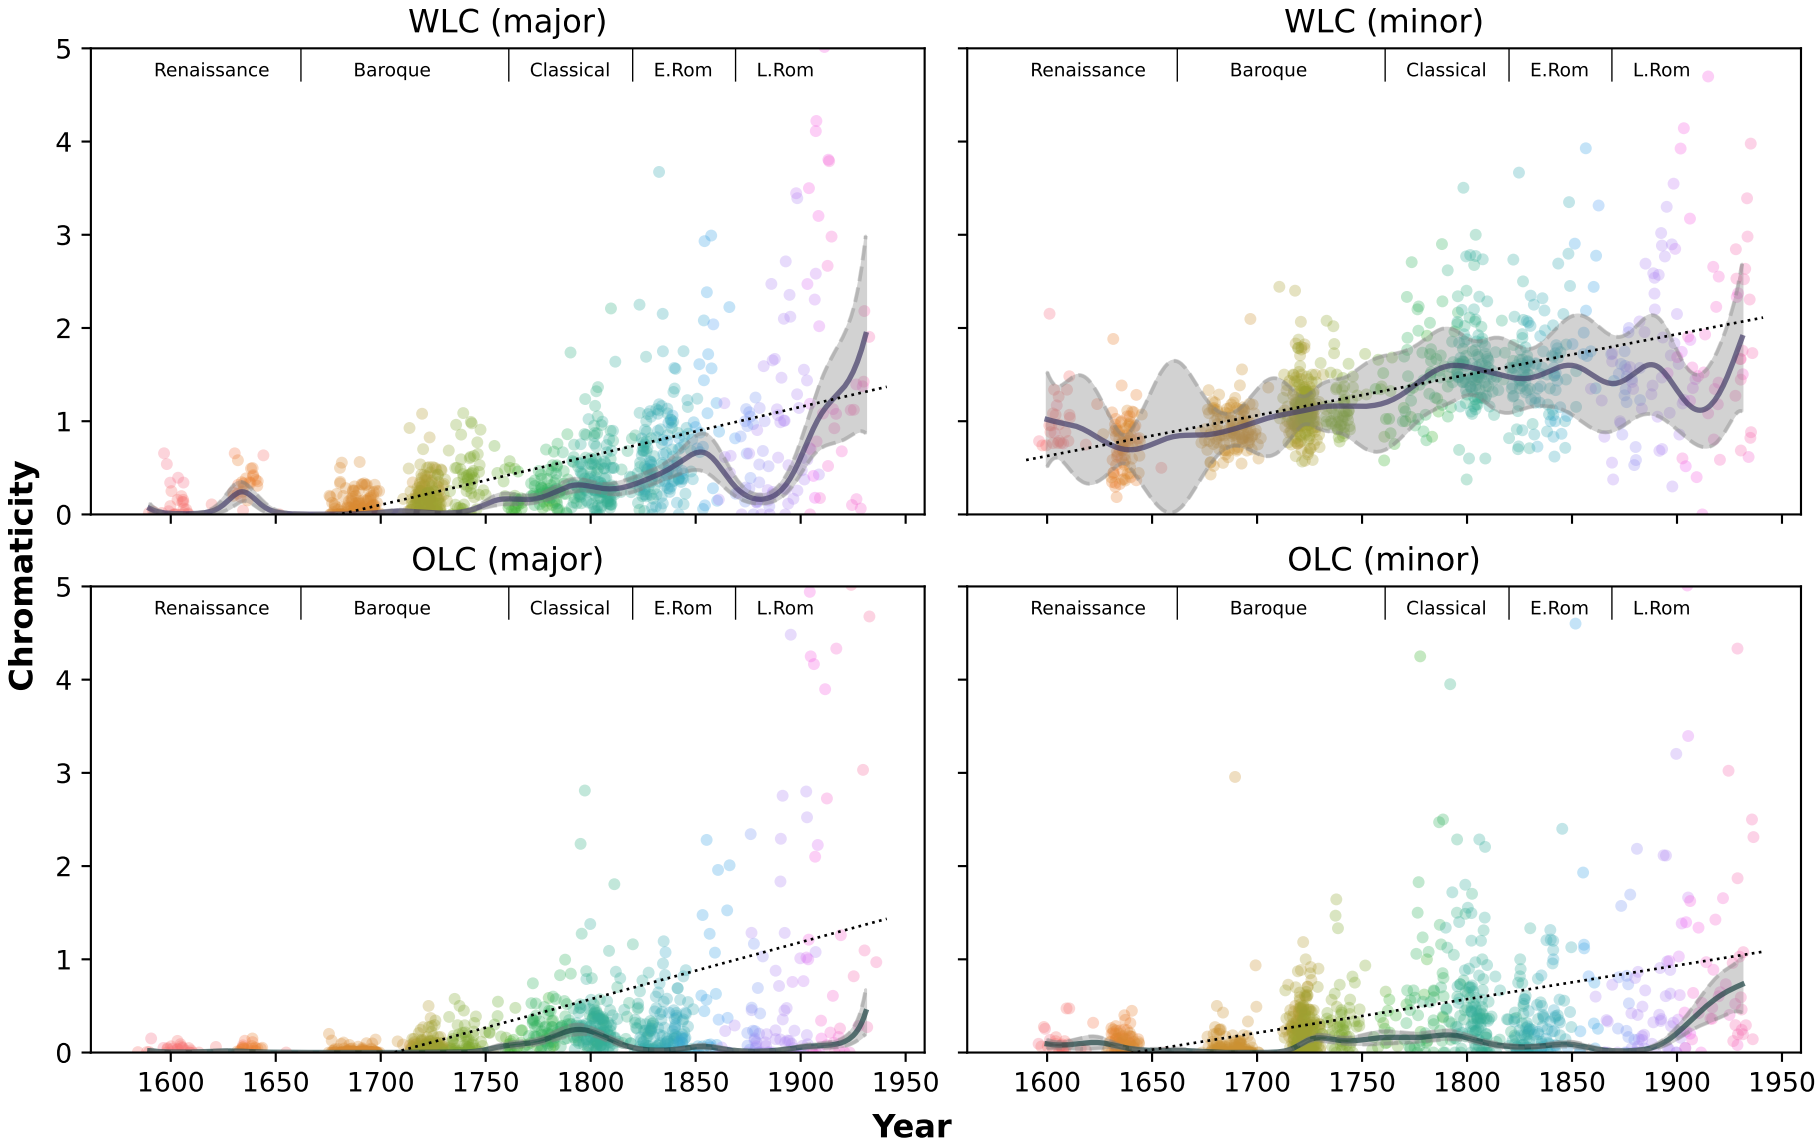 WLC (major)
WLC (minor)
5
Renaissance Baroque Classical E.Rom L.Rom
Renaissance Baroque Classical E.Rom L.Rom
4
3
2
1
0
OLC (major)
OLC (minor)
5
Renaissance Baroque Classical E.Rom L.Rom
Renaissance Baroque Classical E.Rom L.Rom
4
3
2
1
0
Chromaticity
1600 1650 1700 1750 1800 1850 1900 1950
1600 1650 1700 1750 1800 1850 1900 1950
Year